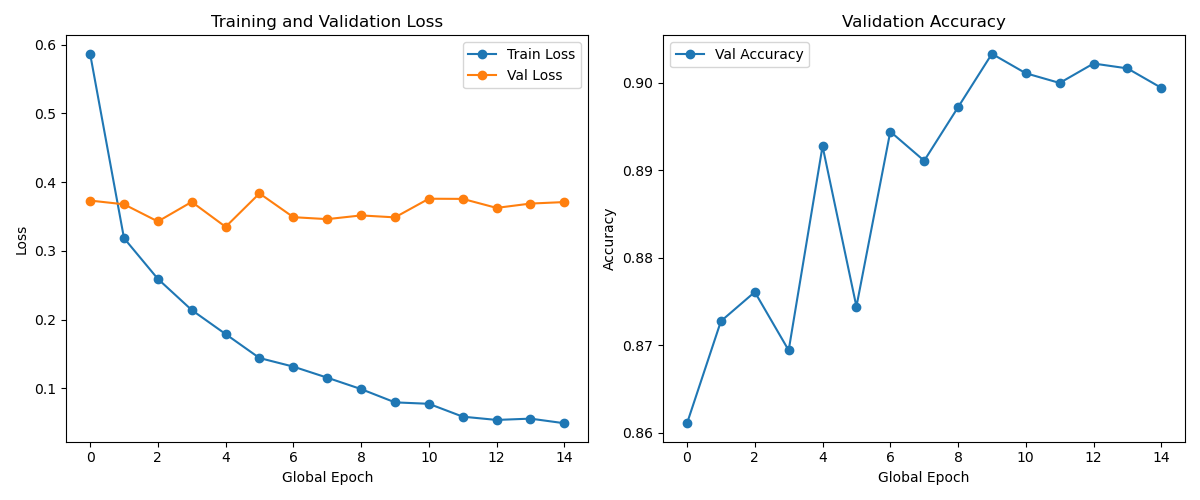 Training and Validation Loss
Train Loss
Val Loss
0.6
0.5
0.4
0.3
0.2
0.1
Loss
0 2 4 6 8 10 12 14
Global Epoch
Validation Accuracy
Val Accuracy
0.90
0.89
0.88
0.87
0.86
Accuracy
0 2 4 6 8 10 12 14
Global Epoch